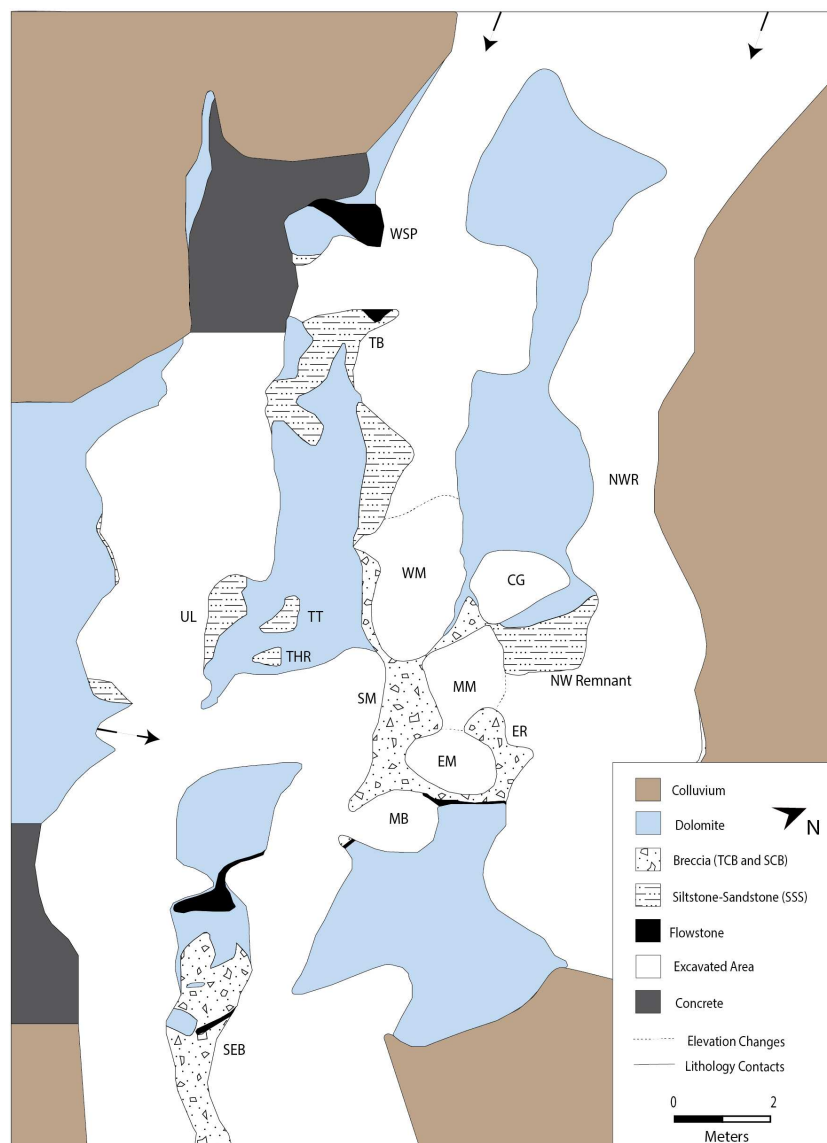 WSP
TB
NWR
WM
CG
UL
TT
THR
NW Remnant
SM
MM
ER
EM
MB
SEB
Colluvium
Dolomite
N
Breccia (TCB and SCB)
Siltstone-Sandstone (SSS)
Flowstone
Excavated Area
Concrete
Elevation Changes
Lithology Contacts
0 2
Meters